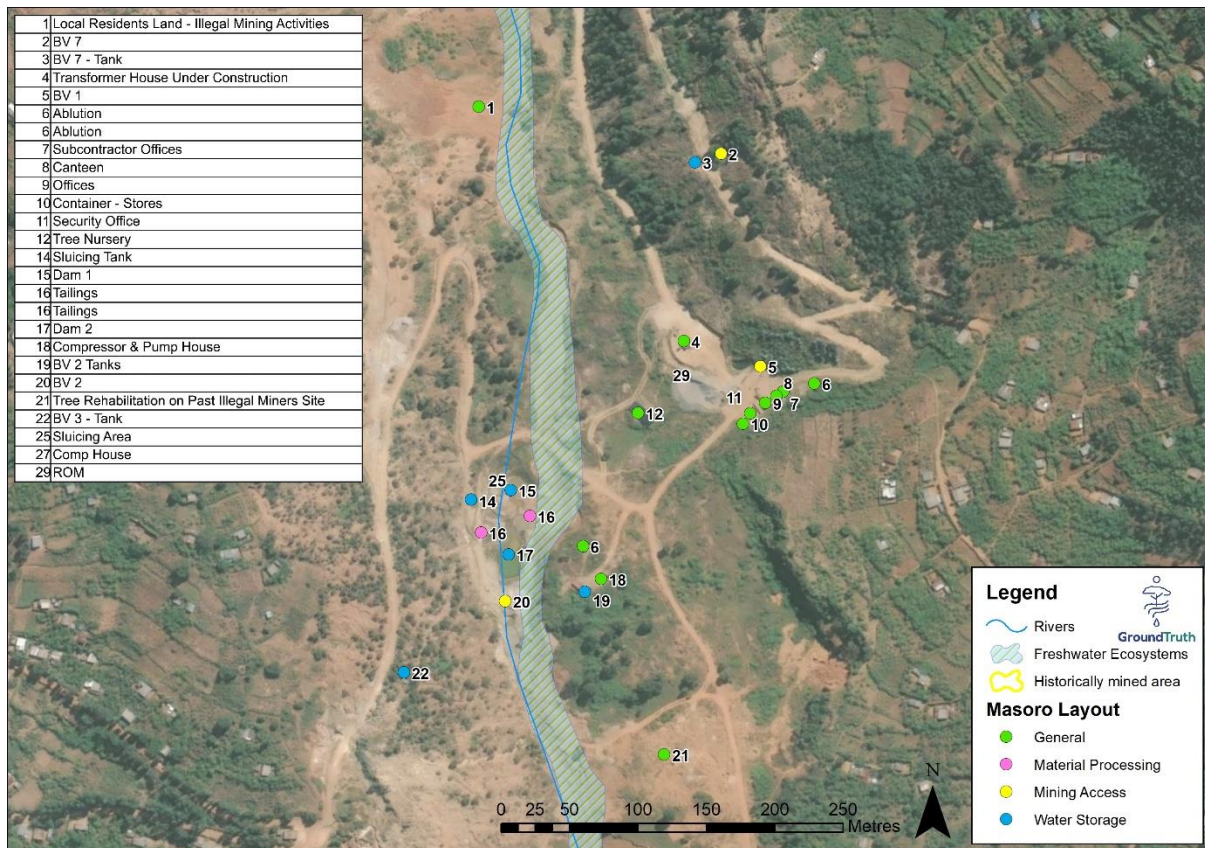 1 Local Residents Land - Illegal Mining Activities
2 BV 7
3 BV 7 - Tank
4 Transformer House Under Construction
5 BV 1
6 Ablution
6 Ablution
7 Subcontractor Offices
8 Canteen
9 Offices
10 Container - Stores
11 Security Office
12 Tree Nursery
14 Sluicing Tank
15 Dam 1
16 Tailings
16 Tailings
17 Dam 2
18 Compressor & Pump House
19 BV 2 Tanks
20 BV 2
21 Tree Rehabilitation on Past Illegal Miners Site
22 BV 3 - Tank
25 Sluicing Area
27 Comp House
29 ROM
1
2
3
4
5
29
8
6
11
9
7
12
10
25
15
14
16
16
6
17
18
19
20
22
21
Legend
GroundTruth
Rivers
Freshwater Ecosystems
Historically mined area
Masoro Layout
General
Material Processing
Mining Access
Water Storage
N
0 25 50 100 150 200 250
Metres